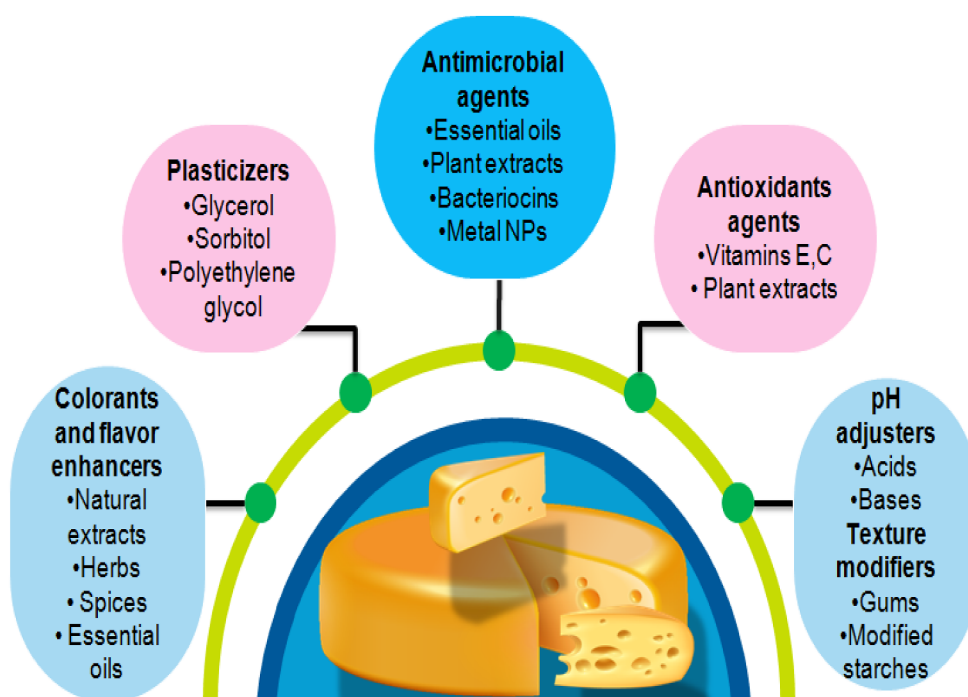 Antimicrobial
agents
•Essential oils
•Plant extracts
•Bacteriocins
•Metal NPs
Plasticizers
•Glycerol
•Sorbitol
•Polyethylene
glycol
Antioxidants
agents
•Vitamins E,C
• Plant extracts
Colorants
and flavor
enhancers
•Natural
extracts
•Herbs
•Spices
• Essential
oils
pH
adjusters
•Acids
•Bases
Texture
modifiers
•Gums
•Modified
starches